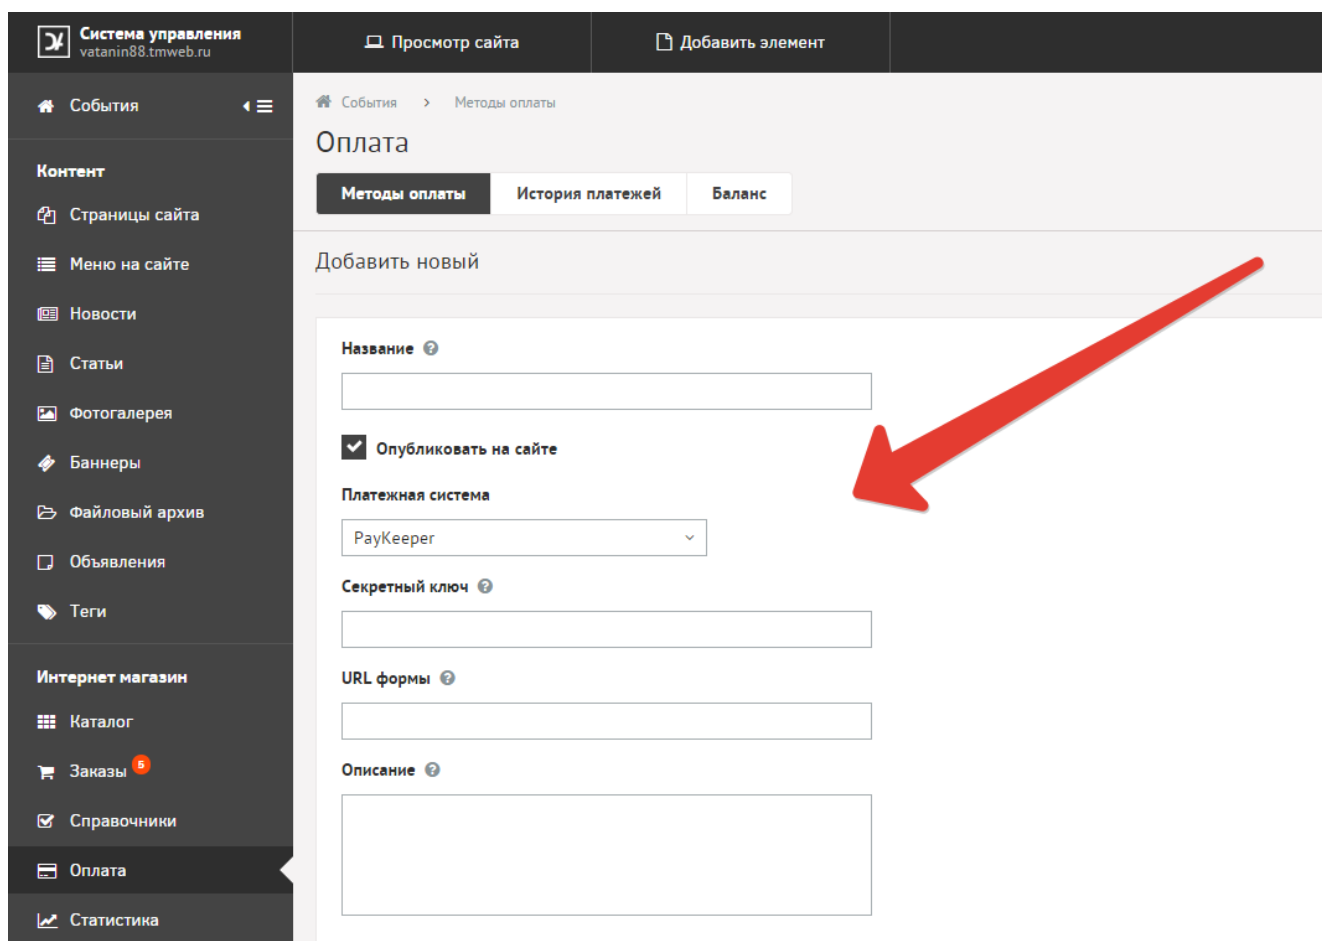 Система управления
vatanin88.tmweb.ru
Просмотр сайта
Добавить элемент
События
События > Методы оплаты
Оплата
Методы оплаты
История платежей
Баланс
Контент
Страницы сайта
Меню на сайте
Новости
Статьи
Фотогалерея
Баннеры
Файловый архив
Объявления
Теги
Интернет магазин
Каталог
Заказы 5
Справочники
Оплата
Статистика
Добавить новый
Название ?
Опубликовать на сайте
Платежная система
PayKeeper
Секретный ключ ?
URL формы ?
Описание ?